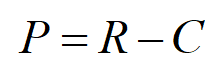 P = R − C